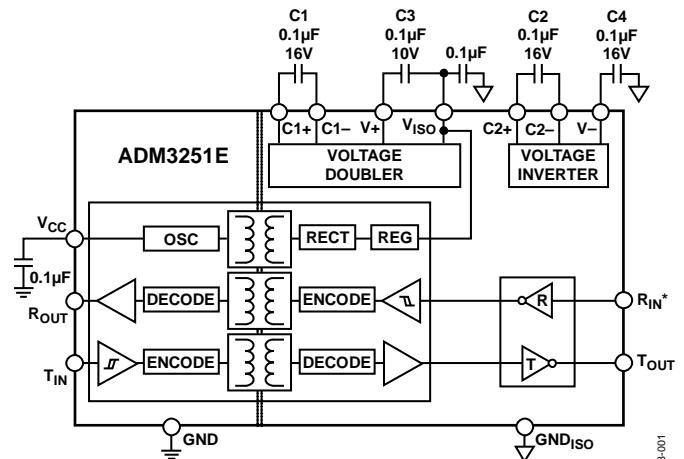 C1
0.1µF
16V
C3
0.1µF
10V
0.1µF
C2
0.1µF
16V
C4
0.1µF
16V
ADM3251E
C1+
C1–
V+
VISO
C2+
C2–
V–
VOLTAGE
DOUBLER
VOLTAGE
INVERTER
VCC
OSC
RECT
REG
0.1µF
ROUT
DECODE
ENCODE
R
RIN*
TIN
ENCODE
DECODE
T
TOUT
GND
GNDISO